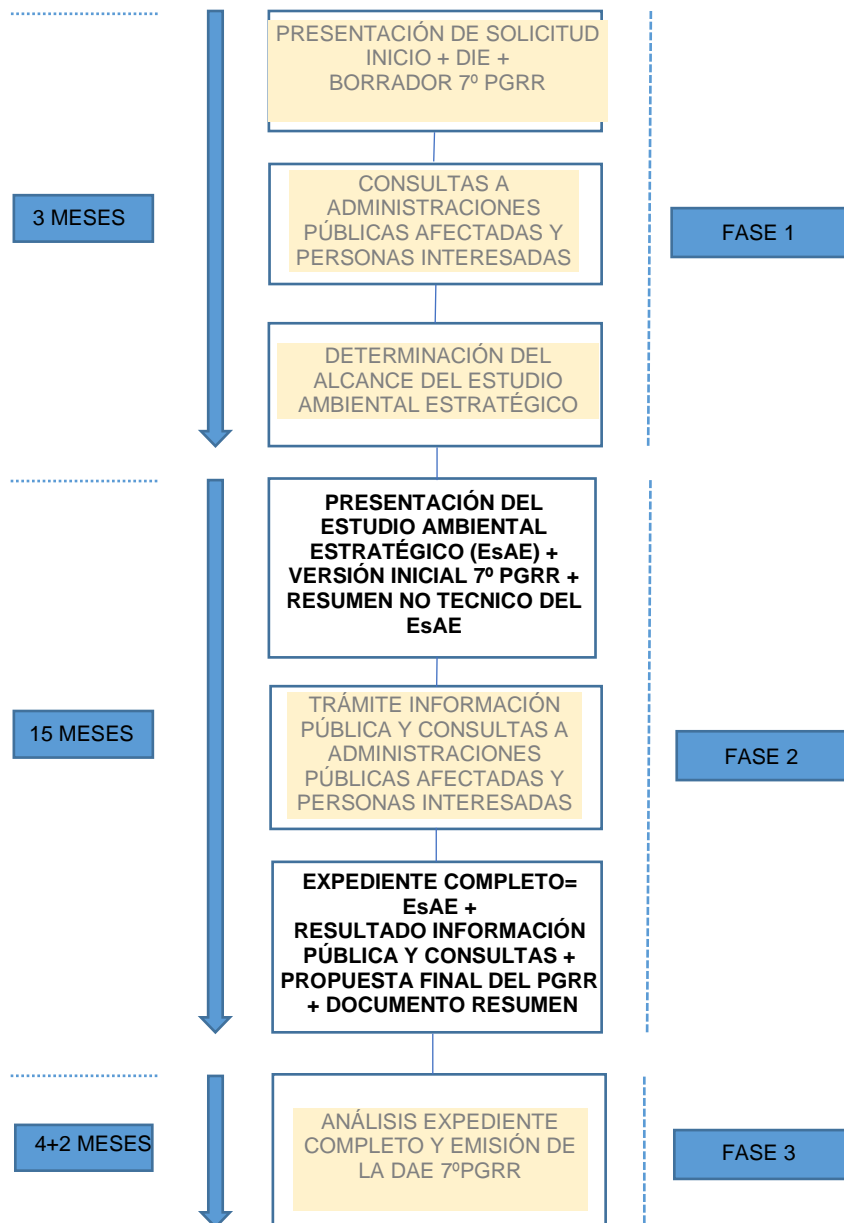 PRESENTACIÓN DE SOLICITUD
INICIO + DIE +
BORRADOR 7º PGRR
CONSULTAS A
ADMINISTRACIONES
PÚBLICAS AFECTADAS Y
PERSONAS INTERESADAS
3 MESES
FASE 1
DETERMINACIÓN DEL
ALCANCE DEL ESTUDIO
AMBIENTAL ESTRATÉGICO
PRESENTACIÓN DEL
ESTUDIO AMBIENTAL
ESTRATÉGICO (EsAE) +
VERSIÓN INICIAL 7º PGRR +
RESUMEN NO TECNICO DEL
EsAE
TRÁMITE INFORMACIÓN
PÚBLICA Y CONSULTAS A
ADMINISTRACIONES
PÚBLICAS AFECTADAS Y
PERSONAS INTERESADAS
15 MESES
FASE 2
EXPEDIENTE COMPLETO=
EsAE +
RESULTADO INFORMACIÓN
PÚBLICA Y CONSULTAS +
PROPUESTA FINAL DEL PGRR
+ DOCUMENTO RESUMEN
ANÁLISIS EXPEDIENTE
COMPLETO Y EMISIÓN DE
LA DAE 7ºPGRR
4+2 MESES
FASE 3